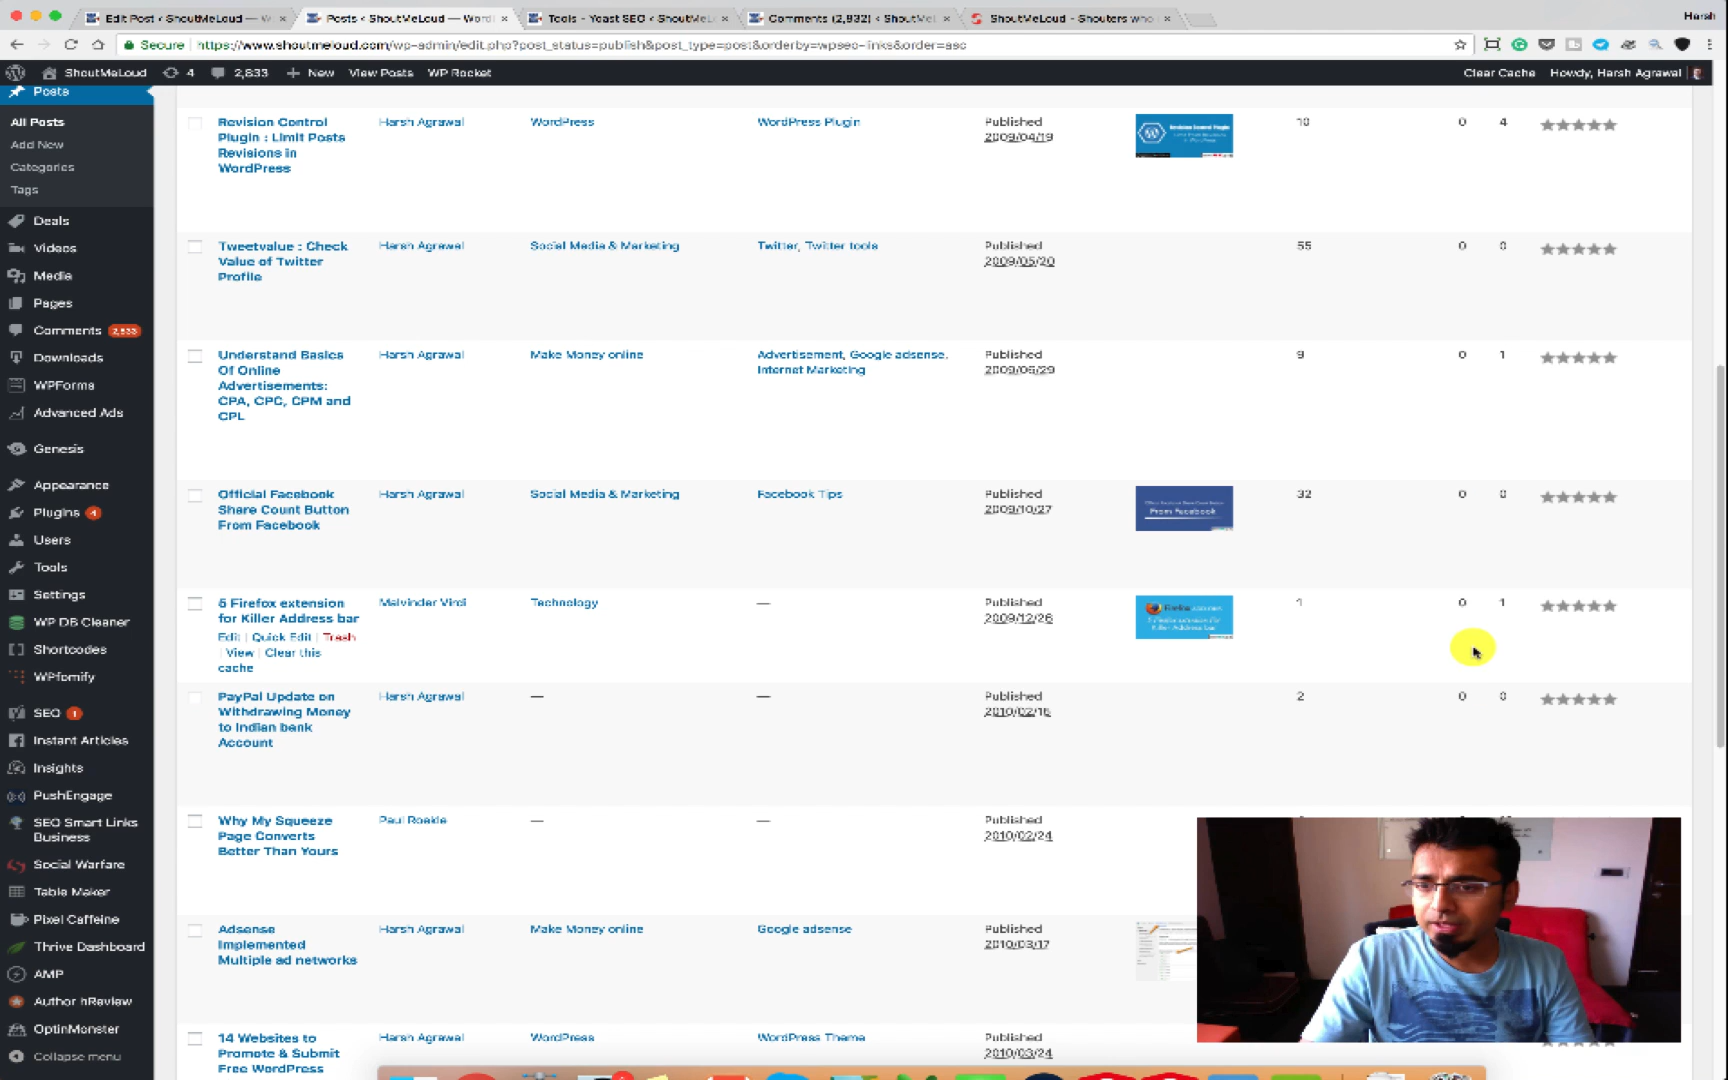 Edit Post ‹ ShoutMeLoud — W
Posts ‹ ShoutMeLoud — Word
Tools - Yoast SEO ‹ ShoutMeL
Comments (2,832) ‹ ShoutMeL
ShoutMeLoud - Shouters who
Harsh
Secure | https://www.shoutmeloud.com/wp-admin/edit.php?post_status=publish&post_type=post&orderby=wpseo-links&order=asc
ShoutMeLoud 4 2,833 + New View Posts WP Rocket Clear Cache Howdy, Harsh Agrawal
Posts
All Posts
Add New
Categories
Tags
Deals
Videos
Media
Pages
Comments 2,833
Downloads
WPForms
Advanced Ads
Genesis
Appearance
Plugins 4
Users
Tools
Settings
WP DB Cleaner
Shortcodes
WPfomify
SEO 1
Instant Articles
Insights
PushEngage
SEO Smart Links
Business
Social Warfare
Table Maker
Pixel Caffeine
Thrive Dashboard
AMP
Author hReview
OptinMonster
Collapse menu
Revision Control Harsh Agrawal WordPress WordPress Plugin Published 10 0 4
Plugin : Limit Posts 2009/04/19
Revisions in
WordPress
Tweetvalue : Check Harsh Agrawal Social Media & Marketing Twitter, Twitter tools Published 55 0 0
Value of Twitter 2009/05/20
Profile
Understand Basics Harsh Agrawal Make Money online Advertisement, Google adsense, Published 9 0 1
Of Online Internet Marketing 2009/06/29
Advertisements:
CPA, CPC, CPM and
CPL
Official Facebook Harsh Agrawal Social Media & Marketing Facebook Tips Published 32 0 0
Share Count Button 2009/10/27 From Facebook
From Facebook
5 Firefox extension Malvinder Virdi Technology — Published 1 0 1
for Killer Address bar 2009/12/26
Edit | Quick Edit | Trash
| View | Clear this
cache
PayPal Update on Harsh Agrawal — — Published 2 0 0
Withdrawing Money 2010/02/16
to Indian bank
Account
Why My Squeeze — — Published
Page Converts 2010/02/24
Better Than Yours
Adsense Harsh Agrawal Make Money online Google adsense Published
Implemented 2010/03/17
Multiple ad networks
14 Websites to Harsh Agrawal WordPress WordPress Theme Published
Promote & Submit 2010/03/24
Free WordPress